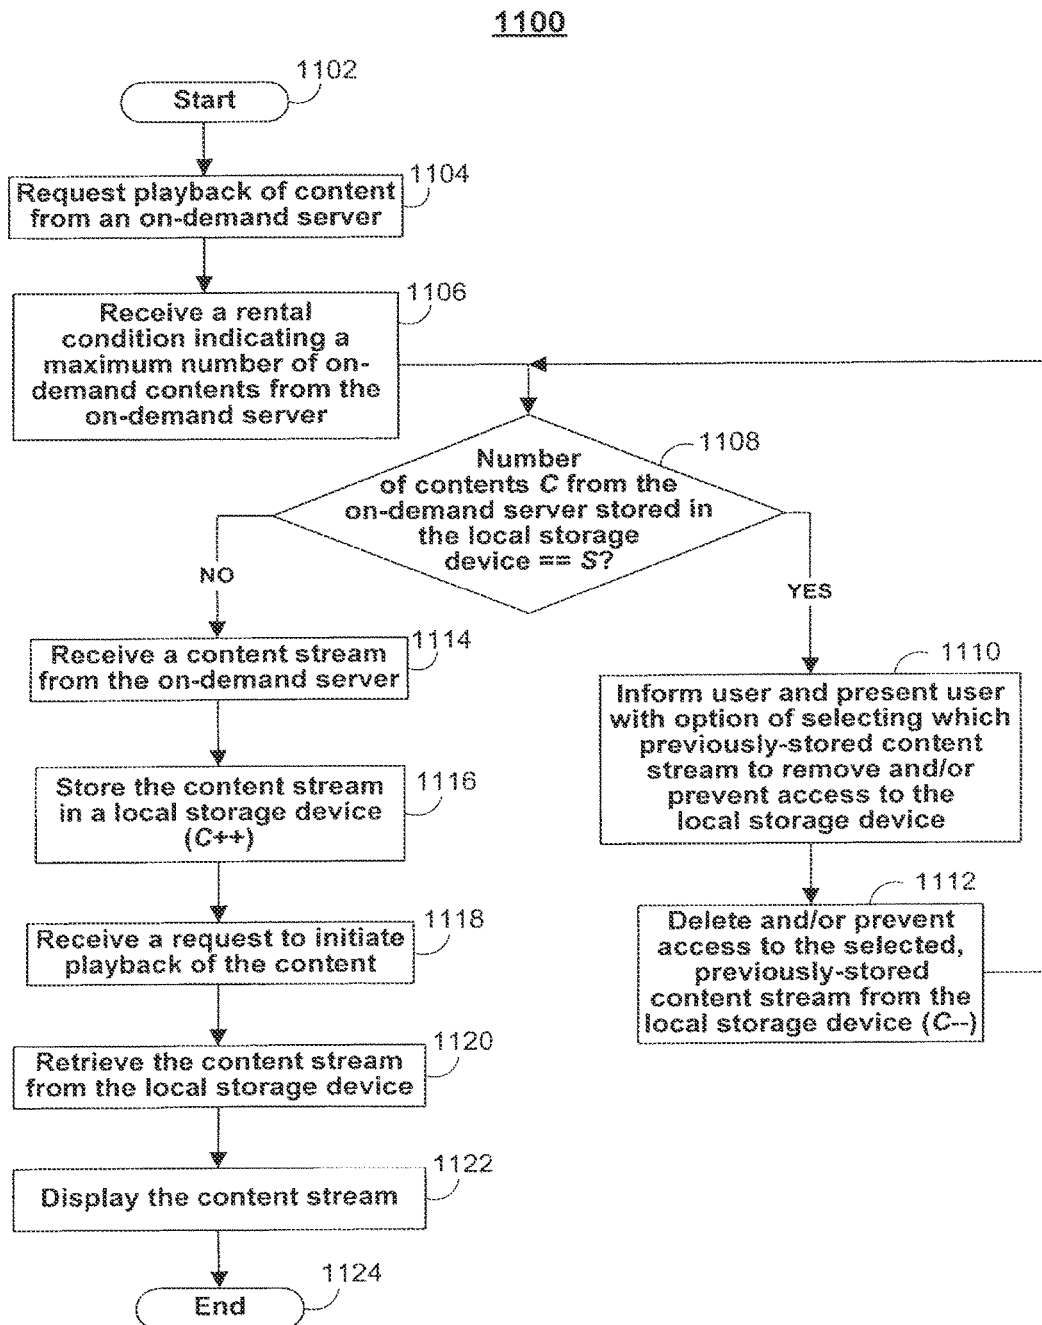 1100
1102
Start
1104
Request playback of content
from an on-demand server
1106
Receive a rental
condition indicating a
maximum number of on-
demand contents from the
on-demand server
1108
Number
of contents C from the
on-demand server stored in
the local storage
device == S?
NO
YES
1114
Receive a content stream
from the on-demand server
1110
Inform user and present user
with option of selecting which
previously-stored content
stream to remove and/or
prevent access to the
local storage device
1116
Store the content stream
in a local storage device
(C++)
1112
Delete and/or prevent
access to the selected,
previously-stored
content stream from the
local storage device (C--)
1118
Receive a request to initiate
playback of the content
1120
Retrieve the content stream
from the local storage device
1122
Display the content stream
1124
End